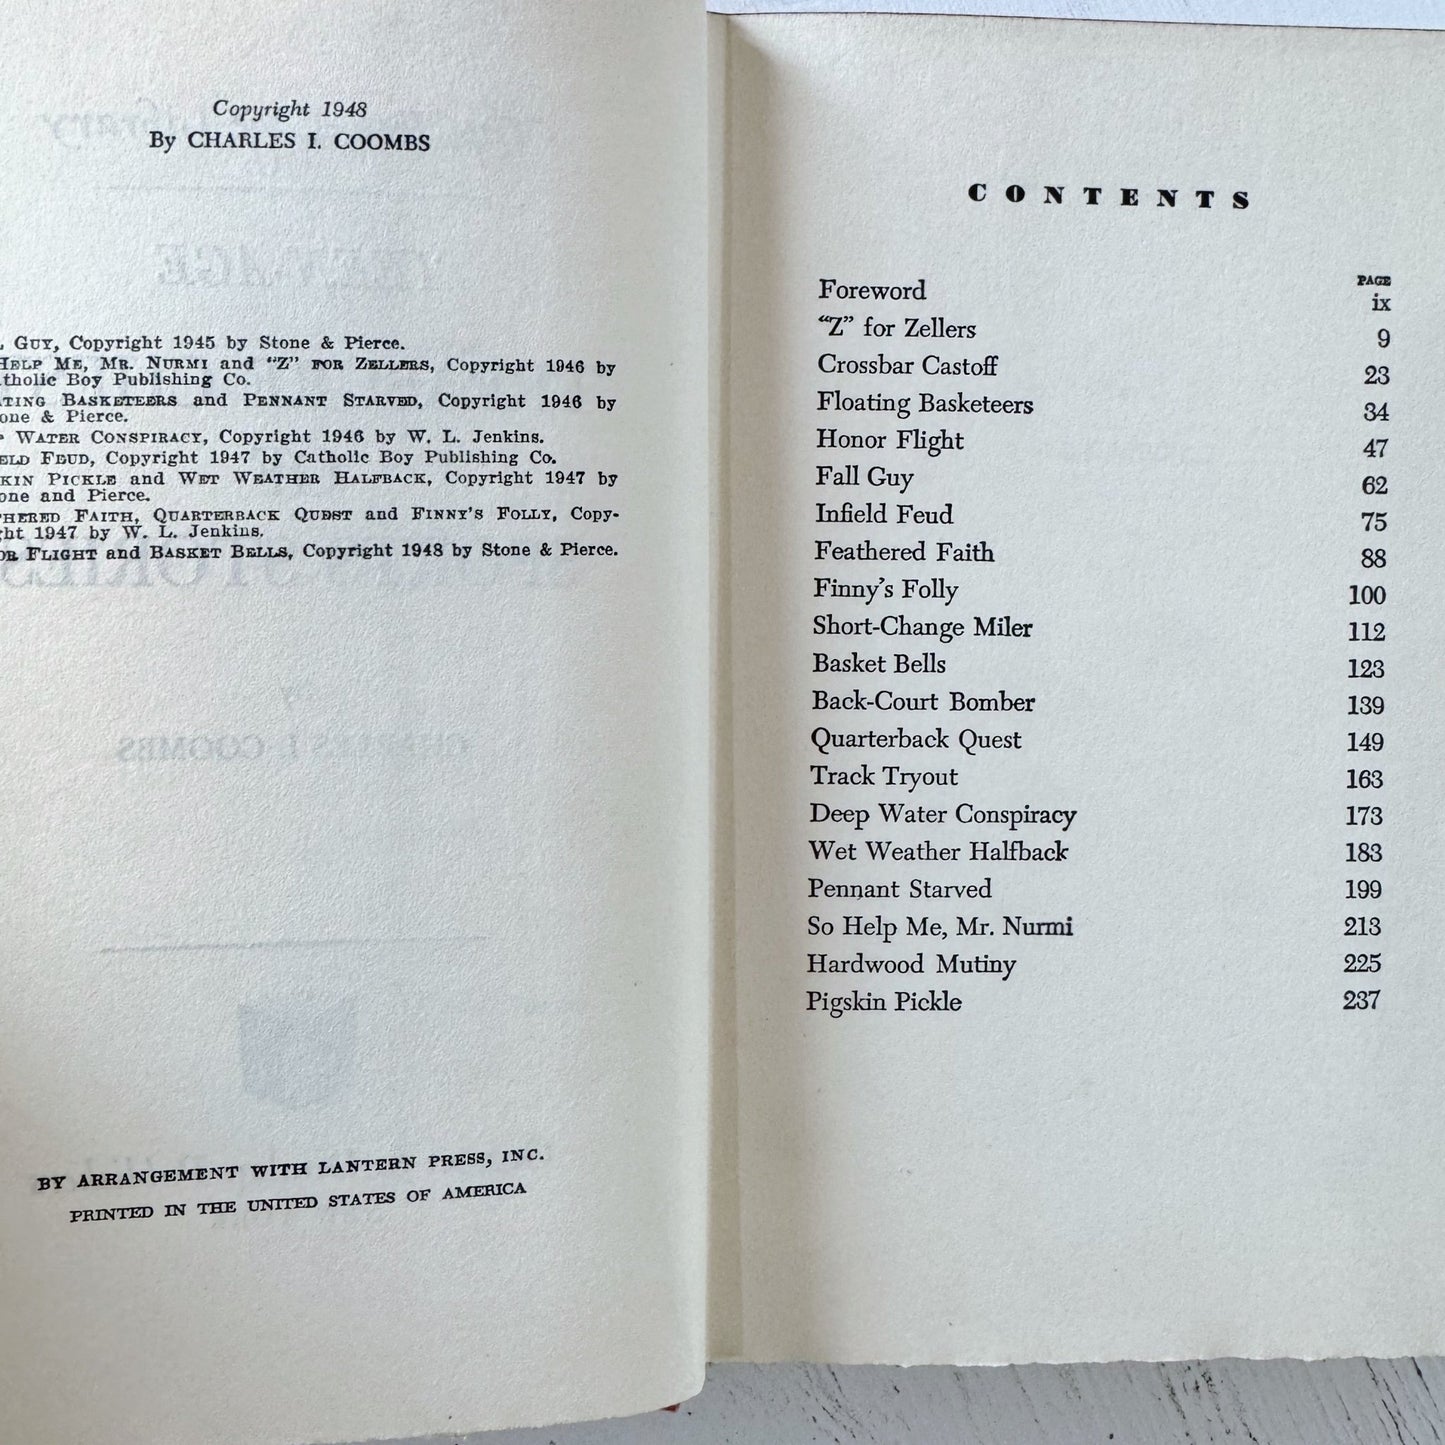 Copyright 1948
By CHARLES I. COOMBS
GUY, Copyright 1945 by Stone & Pierce.
HELP ME, MR. NURMI and "Z" FOR ZELLERS, Copyright 1946 by
atholic Boy Publishing Co.
ATING BASKETEERS and PENNANT STARVED, Copyright 1946 by
one & Pierce.
WATER CONSPIRACY, Copyright 1946 by W. L. Jenkins.
ELD FEUD, Copyright 1947 by Catholic Boy Publishing Co.
KIN PICKLE and WET WEATHER HALFBACK, Copyright 1947 by
one and Pierce.
HERED FAITH, QUARTERBACK QUEST and FINNY'S FOLLY, Copy-
ght 1947 by W. L. Jenkins.
OR FLIGHT and BASKET BELLS, Copyright 1948 by Stone & Pierce.
BY ARRANGEMENT WITH LANTERN PRESS, INC.
PRINTED IN THE UNITED STATES OF AMERICA
CONTENTS
PAGE
Foreword ix
"Z" for Zellers 9
Crossbar Castoff 23
Floating Basketeers 34
Honor Flight 47
Fall Guy 62
Infield Feud 75
Feathered Faith 88
Finny's Folly 100
Short-Change Miler 112
Basket Bells 123
Back-Court Bomber 139
Quarterback Quest 149
Track Tryout 163
Deep Water Conspiracy 173
Wet Weather Halfback 183
Pennant Starved 199
So Help Me, Mr. Nurmi 213
Hardwood Mutiny 225
Pigskin Pickle 237